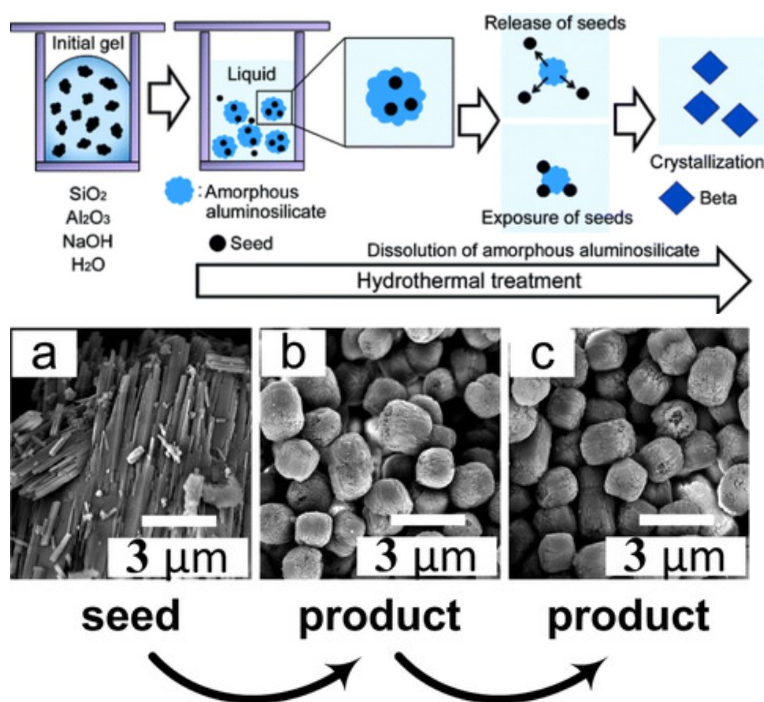 Initial gel
SiO₂
Al₂O₃
NaOH
H₂O
Liquid
: Amorphous
aluminosilicate
Seed
Release of seeds
Exposure of seeds
Crystallization
Beta
Dissolution of amorphous aluminosilicate
Hydrothermal treatment
a
3 μm
b
3 μm
c
3 μm
seed
product
product